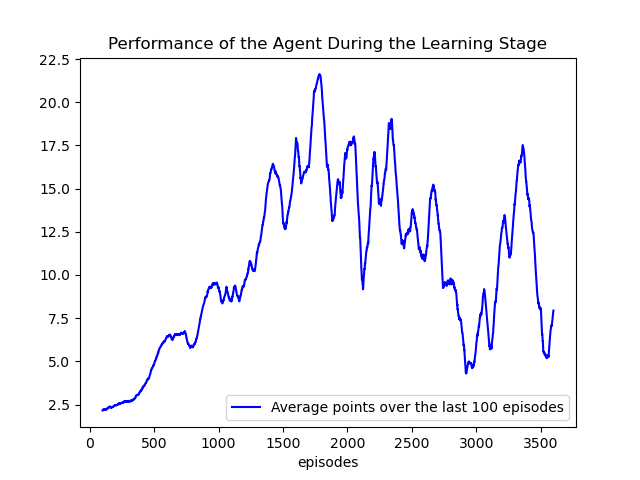 Performance of the Agent During the Learning Stage
22.5
20.0
17.5
15.0
12.5
10.0
7.5
5.0
2.5
Average points over the last 100 episodes
0 500 1000 1500 2000 2500 3000 3500
episodes